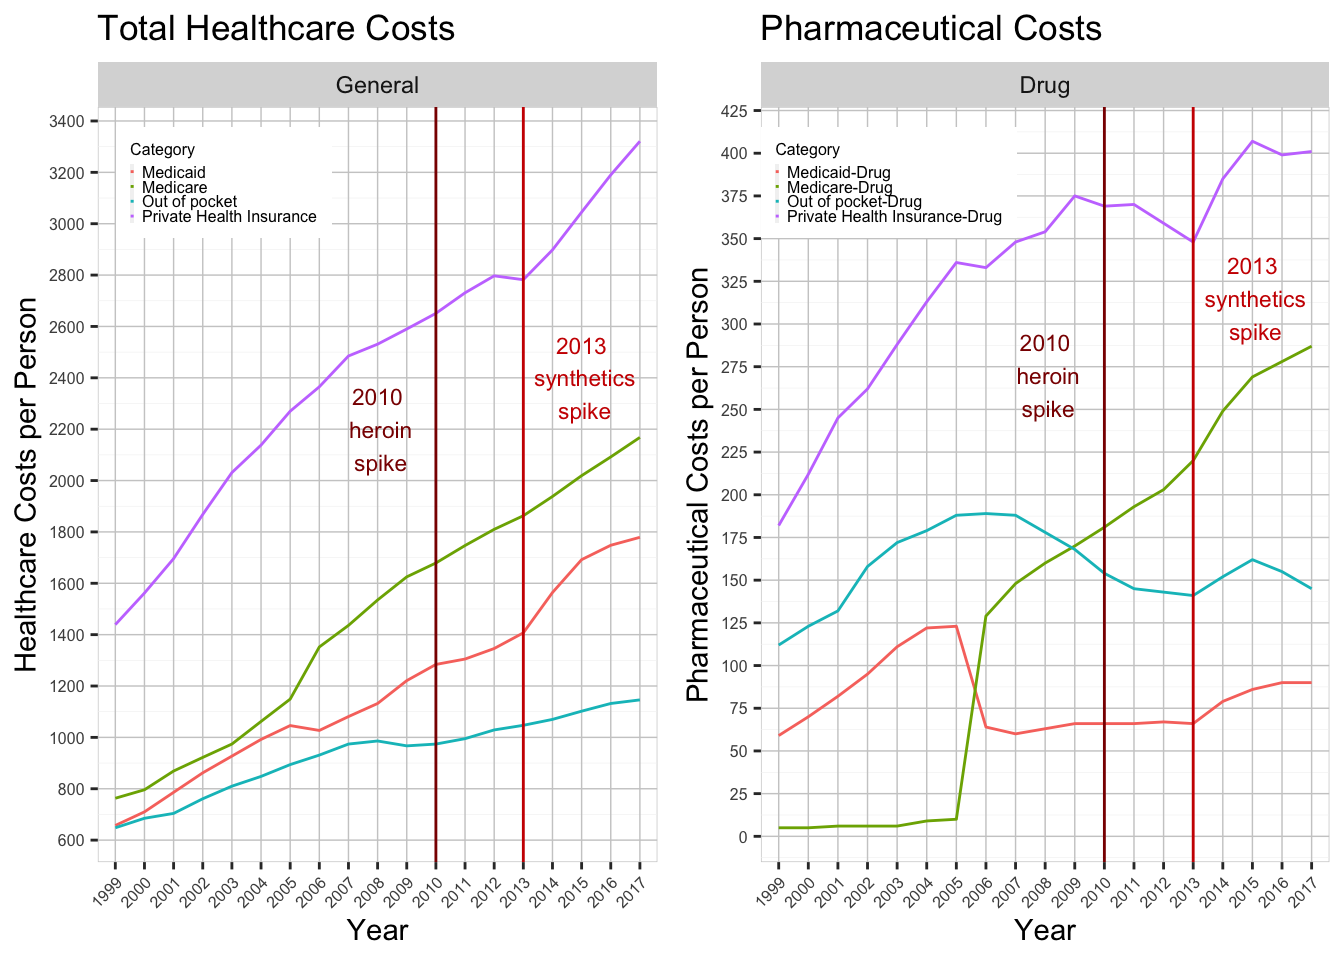 Total Healthcare Costs
General
Healthcare Costs per Person
3400
3200
3000
2800
2600
2400
2200
2000
1800
1600
1400
1200
1000
800
600
Category
Medicaid
Medicare
Out of pocket
Private Health Insurance
2010
heroin
spike
2013
synthetics
spike
1999
2000
2001
2002
2003
2004
2005
2006
2007
2008
2009
2010
2011
2012
2013
2014
2015
2016
2017
Year
Pharmaceutical Costs
Drug
Pharmaceutical Costs per Person
425
400
375
350
325
300
275
250
225
200
175
150
125
100
75
50
25
0
Category
Medicaid-Drug
Medicare-Drug
Out of pocket-Drug
Private Health Insurance-Drug
2010
heroin
spike
2013
synthetics
spike
1999
2000
2001
2002
2003
2004
2005
2006
2007
2008
2009
2010
2011
2012
2013
2014
2015
2016
2017
Year